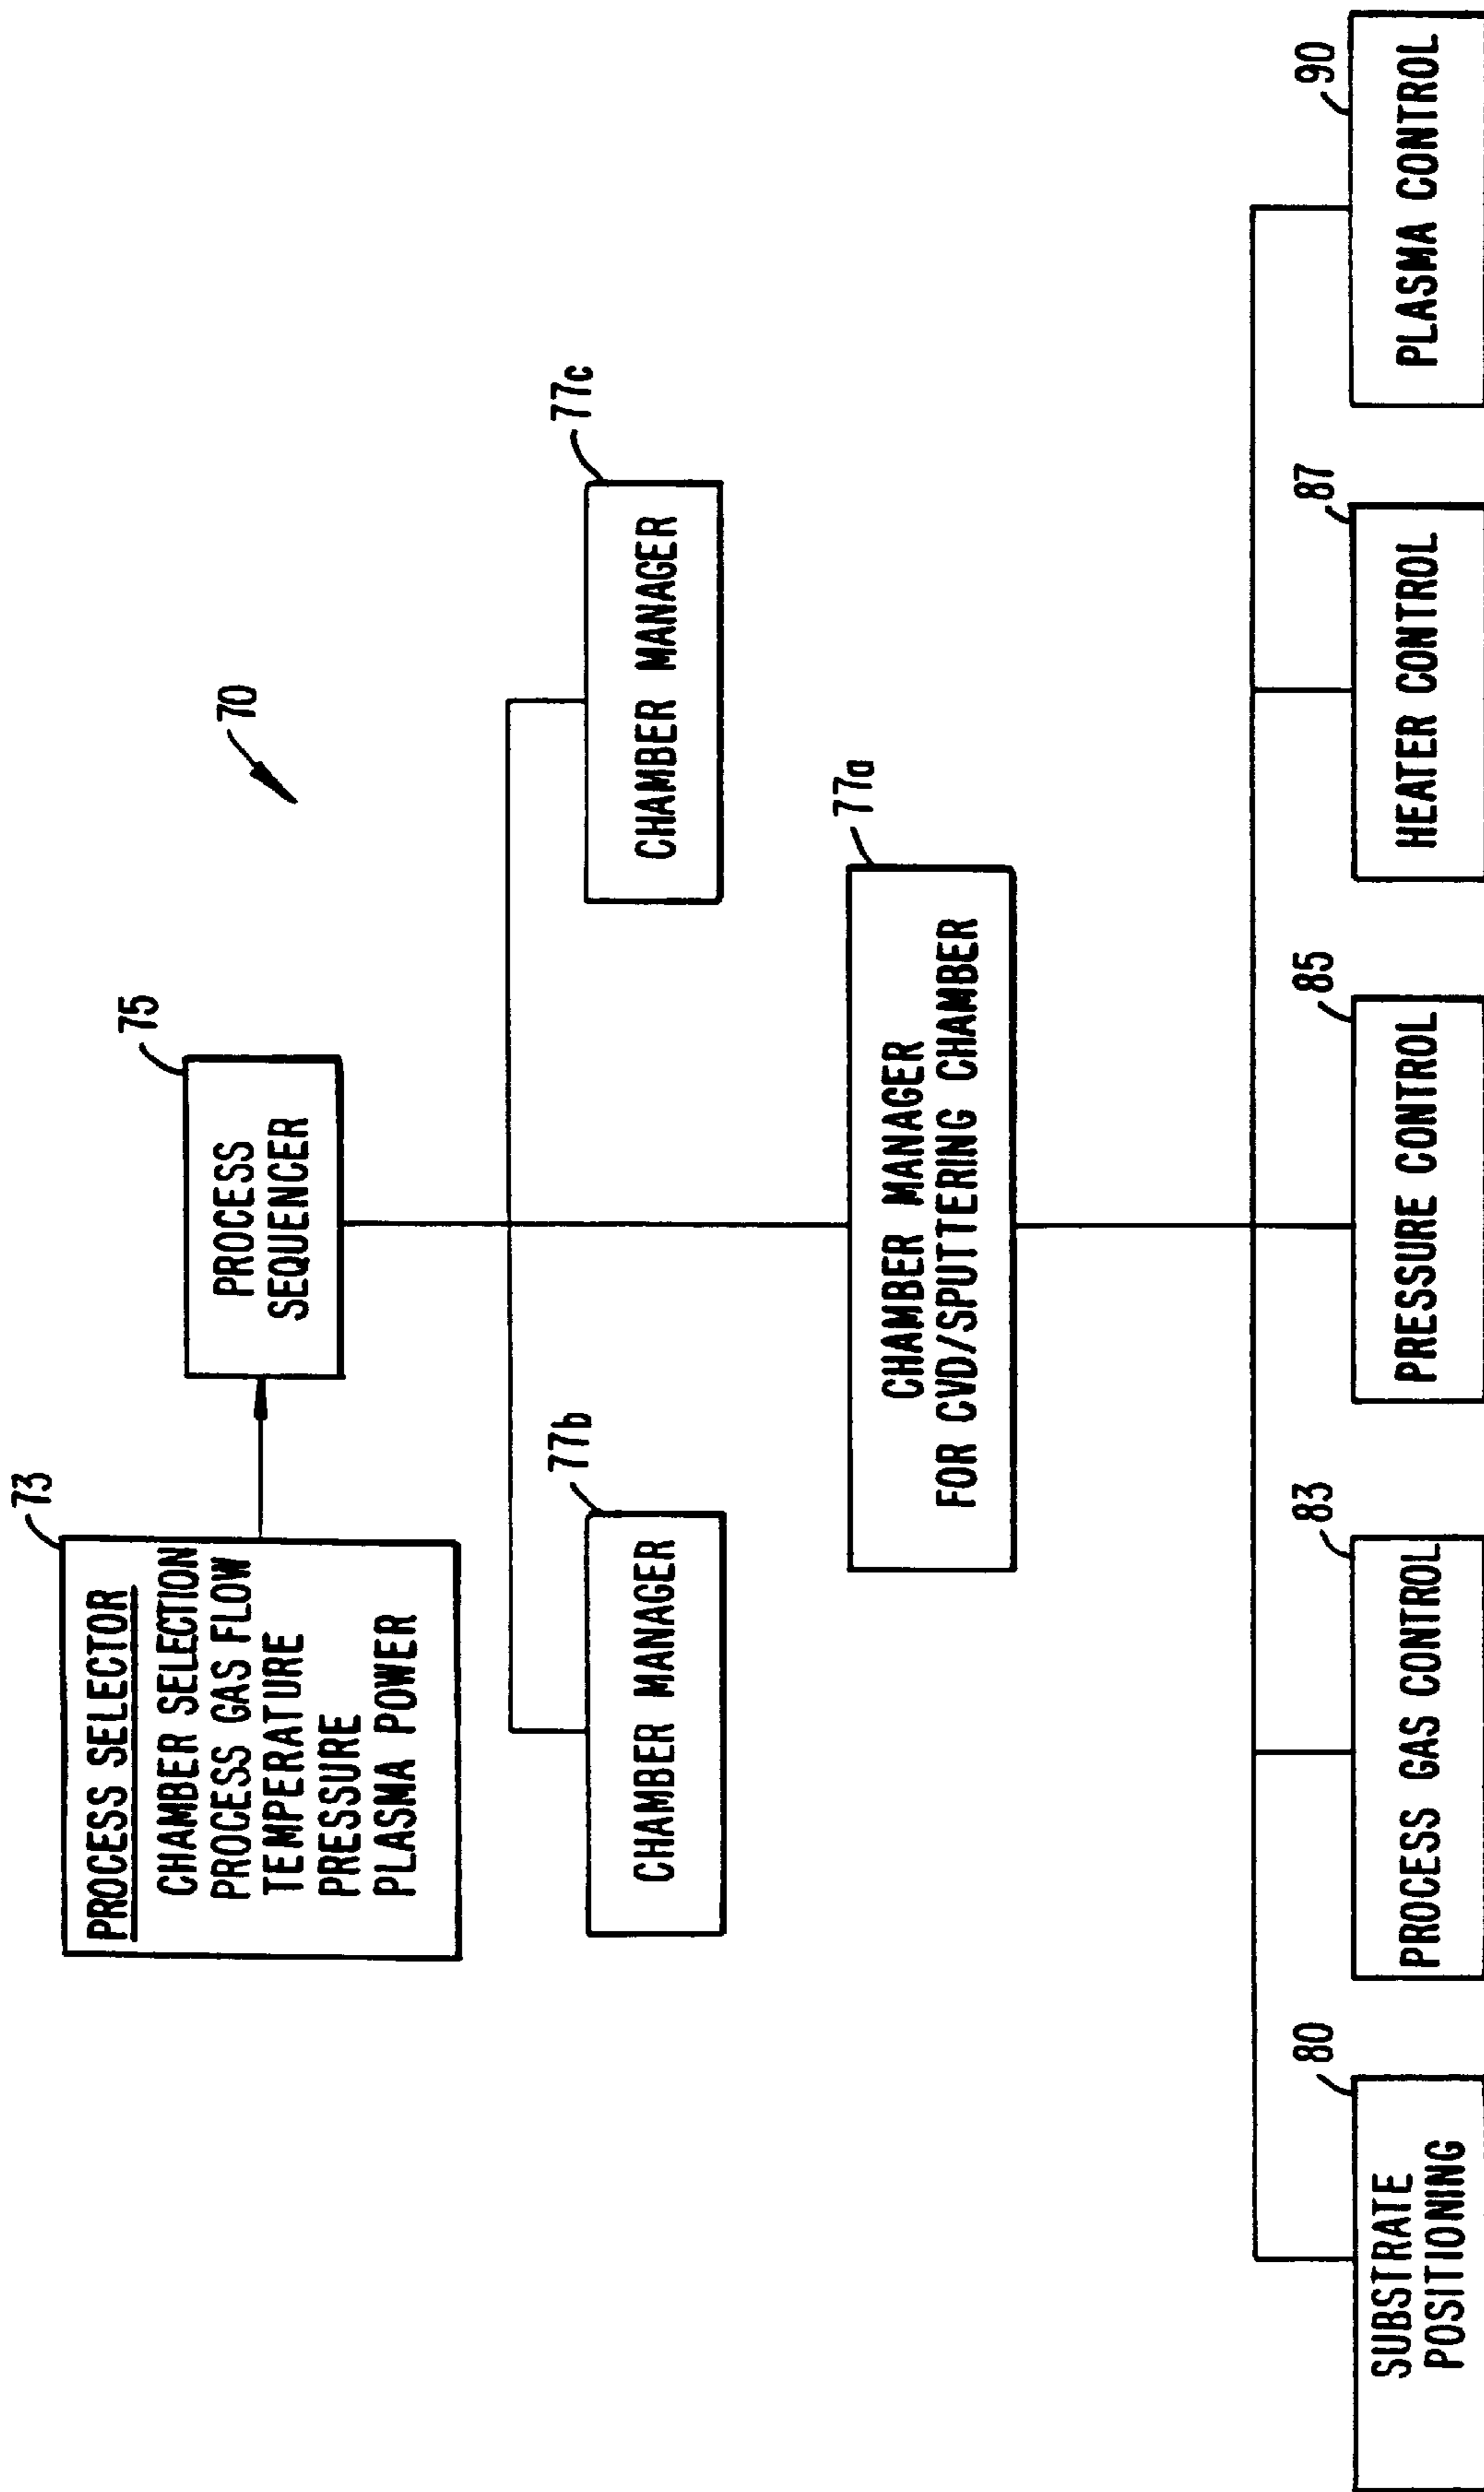 73
PROCESS SELECTOR
CHAMBER SELECTION
PROCESS GAS FLOW
TEMPERATURE
PRESSURE
PLASMA POWER
75
PROCESS
SEQUENCER
70
77b
CHAMBER MANAGER
77c
CHAMBER MANAGER
77a
CHAMBER MANAGER
FOR CVD/SPUTTERING CHAMBER
80
SUBSTRATE
POSITIONING
83
PROCESS GAS CONTROL
85
PRESSURE CONTROL
87
HEATER CONTROL
90
PLASMA CONTROL